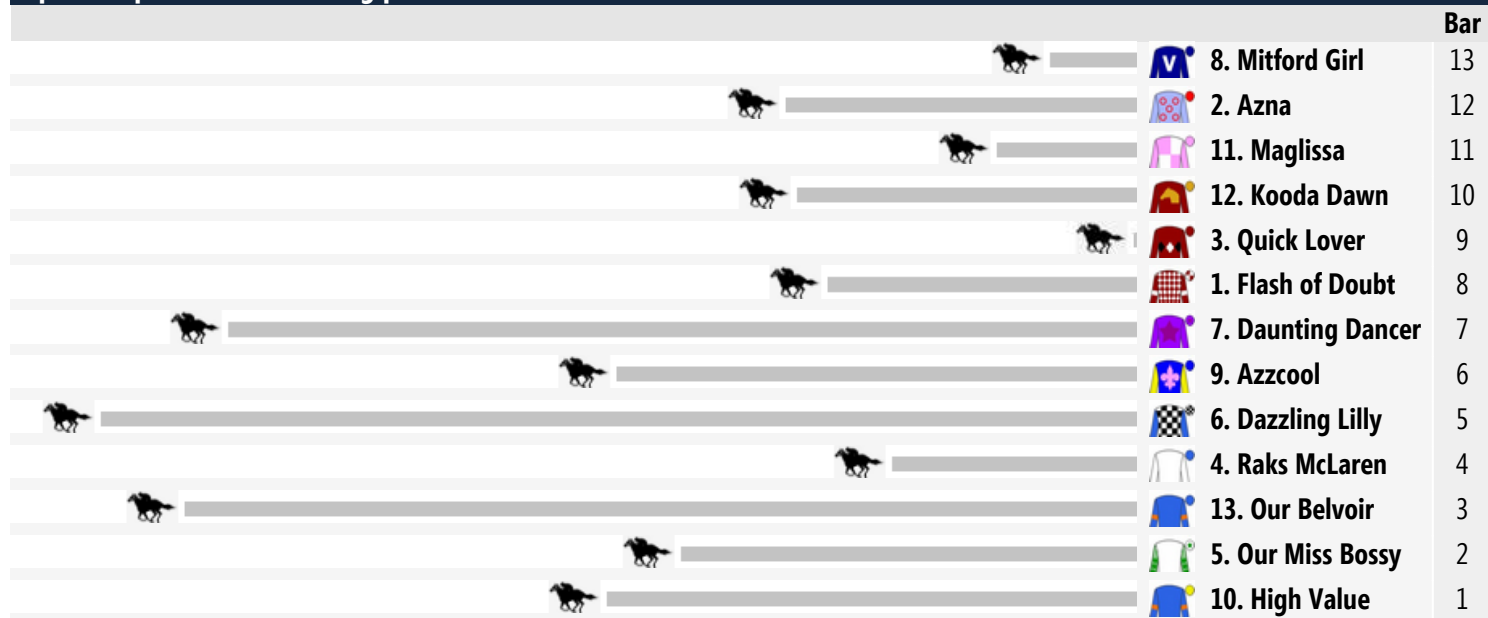 Bar
8. Mitford Girl 13
V
2. Azna 12
11. Maglissa 11
12. Kooda Dawn 10
3. Quick Lover 9
1. Flash of Doubt 8
7. Daunting Dancer 7
9. Azzcool 6
6. Dazzling Lilly 5
4. Raks McLaren 4
13. Our Belvoir 3
5. Our Miss Bossy 2
10. High Value 1